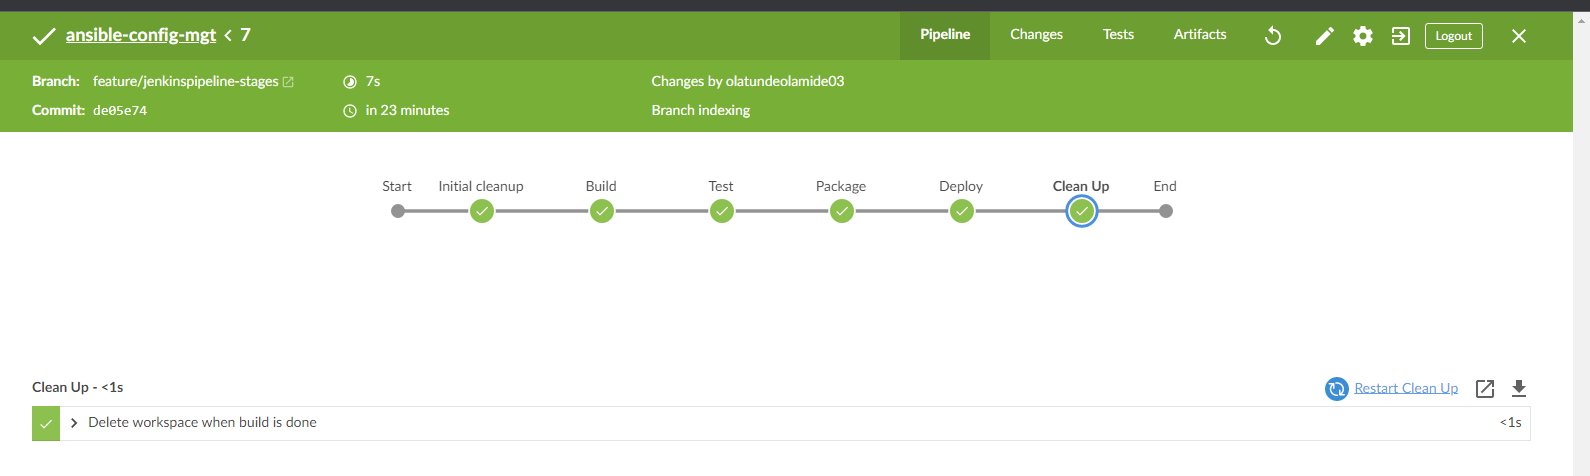 ansible-config-mgt < 7
Pipeline
Changes
Tests
Artifacts
Logout
Branch: feature/jenkinspipeline-stages
7s
Changes by olatundeolamide03
Commit: de05e74
in 23 minutes
Branch indexing
Start
Initial cleanup
Build
Test
Package
Deploy
Clean Up
End
Clean Up - <1s
Restart Clean Up
Delete workspace when build is done
<1s